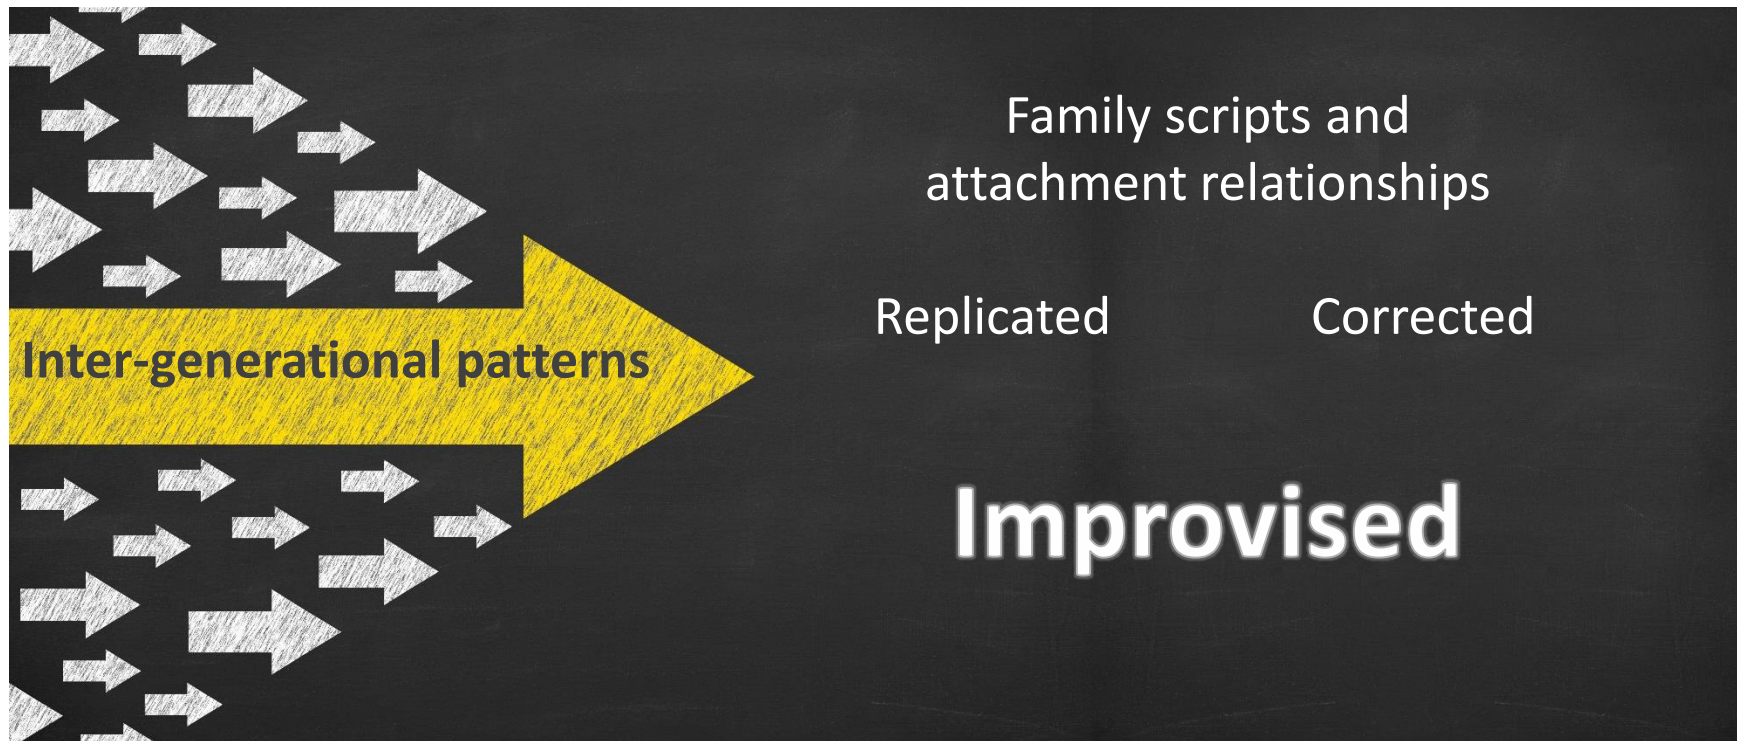 Inter-generational patterns
Family scripts and
attachment relationships
Replicated
Corrected
Improvised